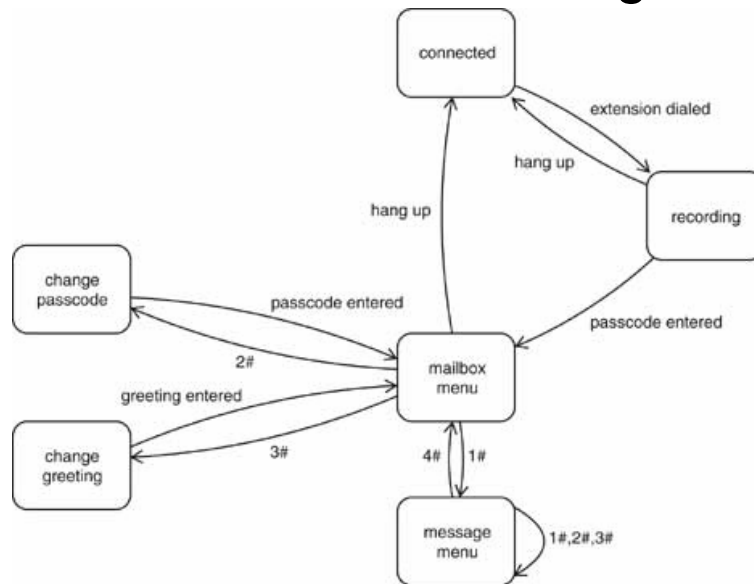 connected
extension dialed
hang up
recording
hang up
change
passcode
passcode entered
passcode entered
2#
mailbox
menu
greeting entered
change
greeting
3#
4#
1#
message
menu
1#,2#,3#